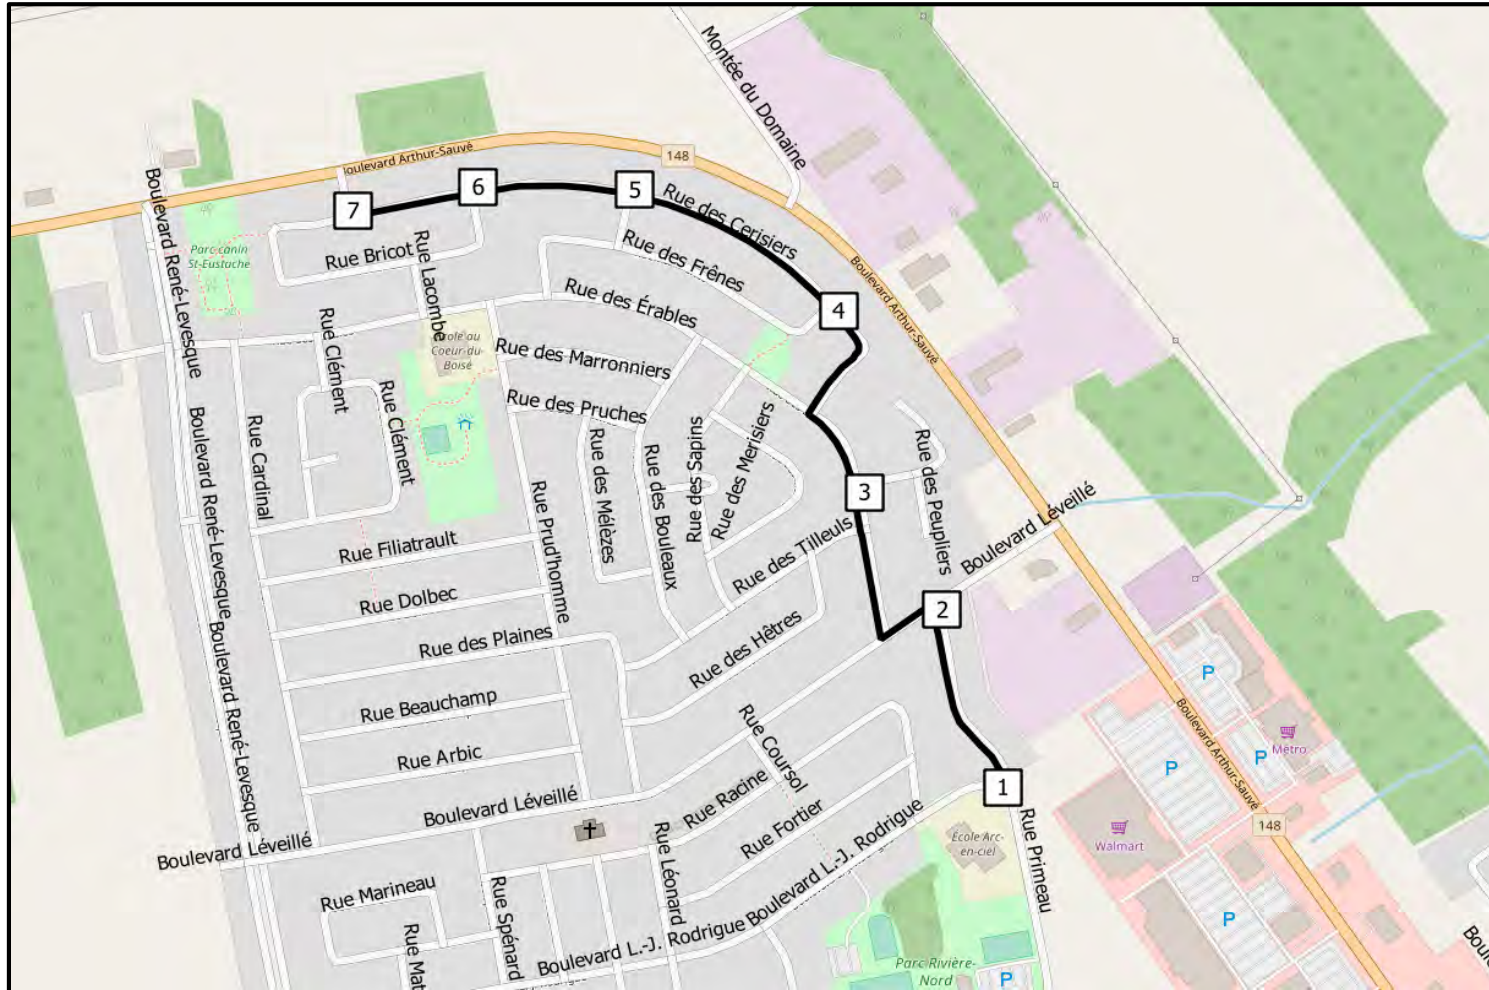 Montée du Domaine
Boulevard Arthur-Sauvé
148
Boulevard René-Levesque
6
5
7
Rue des Cerisiers
Parc canin
St-Eustache
Rue Bricot
Rue Lacombe
Rue des Frênes
Boulevard Arthur-Sauvé
Rue des Érables
4
Rue Clément
École au
Coeur-du-
Boisé
Rue des Marronniers
Rue Clément
Rue des Pruches
Rue Cardinal
Boulevard René-Levesque
Rue des Mélèzes
Rue des Bouleaux
Rue des Sapins
Rue des Merisiers
Rue des Peupliers
3
Boulevard Léveillé
Rue Prud'homme
Rue Filiatrault
Rue des Tilleuls
Rue Dolbec
2
Rue des Plaines
Rue des Hêtres
Boulevard René-Levesque
P
Rue Beauchamp
Rue Coursol
Boulevard Arthur-Sauvé
Métro
P
P
Rue Arbic
1
Boulevard Léveillé
Rue Racine
Rue Fortier
Boulevard L.-J. Rodrigue
Rue Primeau
École Arc-
en-ciel
Walmart
148
Boulevard Léveillé
Rue Léonard
Rue Marineau
Rue Spénard
Rue Mat
Boulevard L.-J. Rodrigue
P
Parc Rivière-
Nord
P
Boule